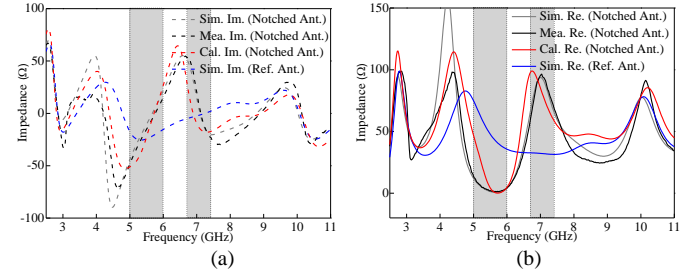 (a)
Sim. Im. (Notched Ant.)
Mea. Im. (Notched Ant.)
Cal. Im. (Notched Ant.)
Sim. Im. (Ref. Ant.)
Impedance (Ω)
100
50
0
-50
-100
3 4 5 6 7 8 9 10 11
Frequency (GHz)
(a)
Sim. Re. (Notched Ant.)
Mea. Re. (Notched Ant.)
Cal. Re. (Notched Ant.)
Sim. Re. (Ref. Ant.)
Impedance (Ω)
150
100
50
0
3 4 5 6 7 8 9 10 11
Frequency (GHz)
(b)